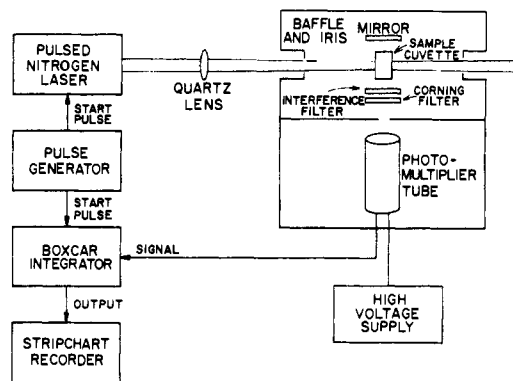 PULSED
NITROGEN
LASER
QUARTZ
LENS
BAFFLE
AND IRIS
MIRROR
SAMPLE
CUVETTE
INTERFERENCE
FILTER
CORNING
FILTER
START
PULSE
PULSE
GENERATOR
START
PULSE
PHOTO-
MULTIPLIER
TUBE
BOXCAR
INTEGRATOR
SIGNAL
OUTPUT
HIGH
VOLTAGE
SUPPLY
STRIPCHART
RECORDER